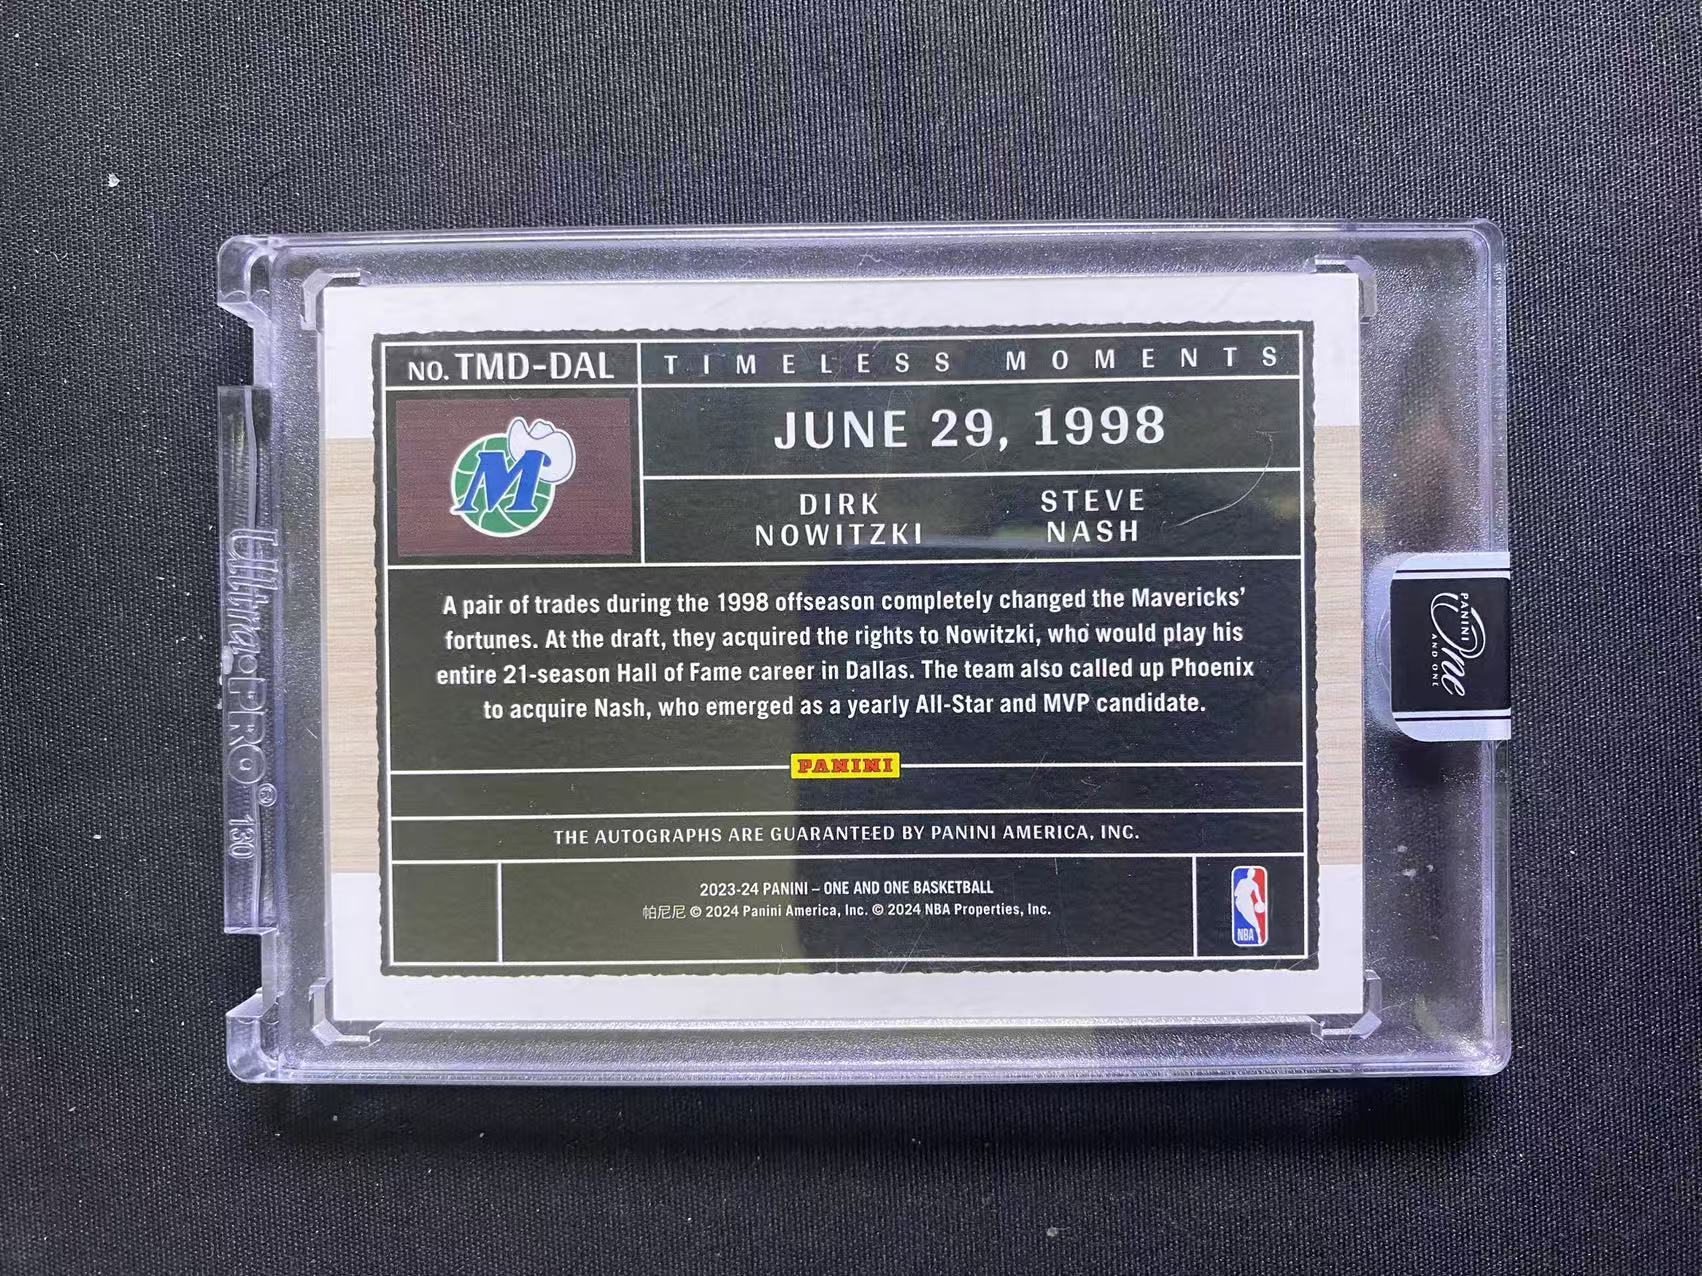 NO. TMD-DAL
TIMELESS MOMENTS
JUNE 29, 1998
DIRK
NOWITZKI
STEVE
NASH
A pair of trades during the 1998 offseason completely changed the Mavericks’
fortunes. At the draft, they acquired the rights to Nowitzki, who would play his
entire 21-season Hall of Fame career in Dallas. The team also called up Phoenix
to acquire Nash, who emerged as a yearly All-Star and MVP candidate.
PANINI
THE AUTOGRAPHS ARE GUARANTEED BY PANINI AMERICA, INC.
2023-24 PANINI – ONE AND ONE BASKETBALL
帕尼尼 © 2024 Panini America, Inc. © 2024 NBA Properties, Inc.
NBA
M
Ultra PRO® 130
PANINI
One
AND ONE